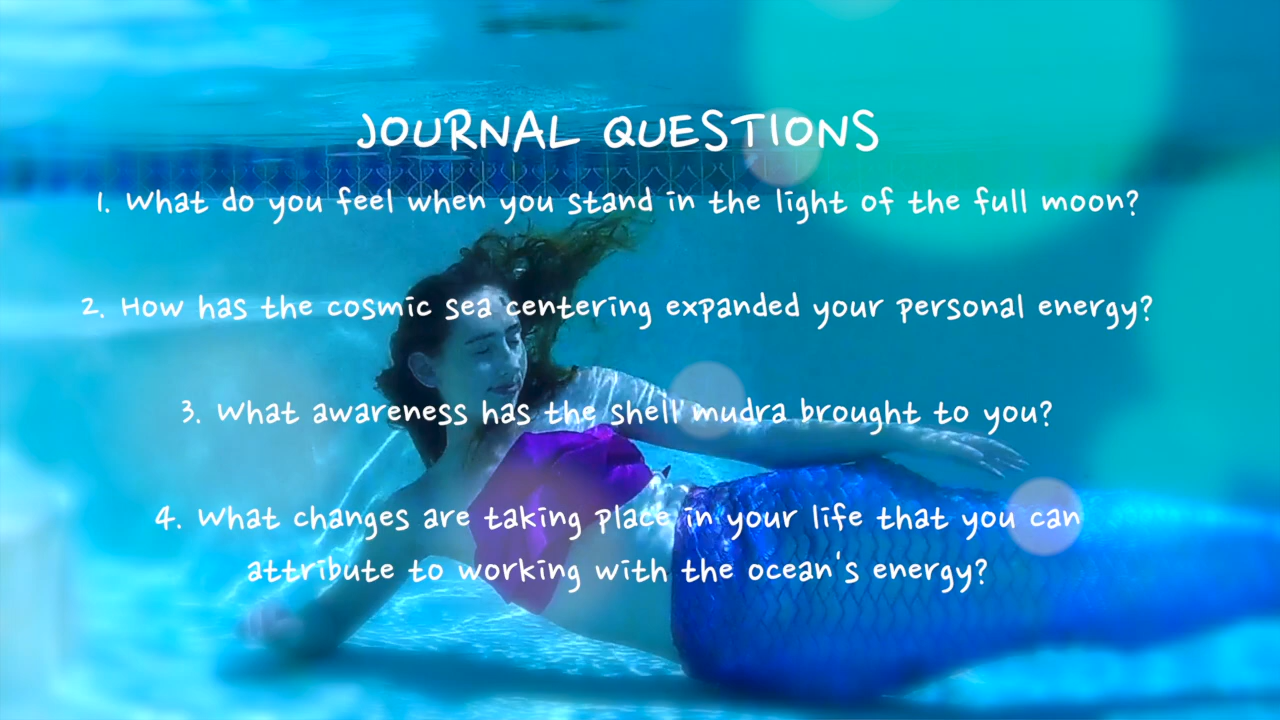 JOURNAL QUESTIONS
1. What do you feel when you stand in the light of the full moon?
2. How has the cosmic sea centering expanded your personal energy?
3. What awareness has the shell mudra brought to you?
4. What changes are taking place in your life that you can
attribute to working with the ocean's energy?